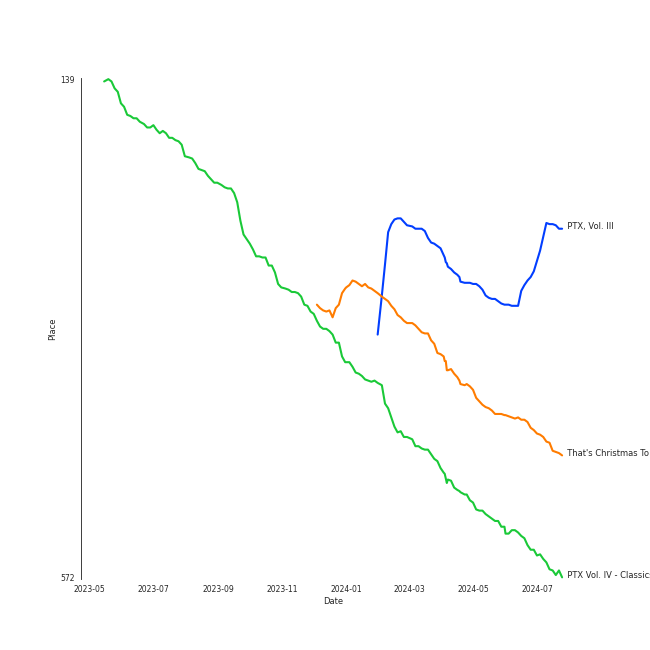 139
PTX, Vol. III
Place
That's Christmas To
572
PTX Vol. IV - Classic
2023-05 2023-07 2023-09 2023-11 2024-01 2024-03 2024-05 2024-07
Date